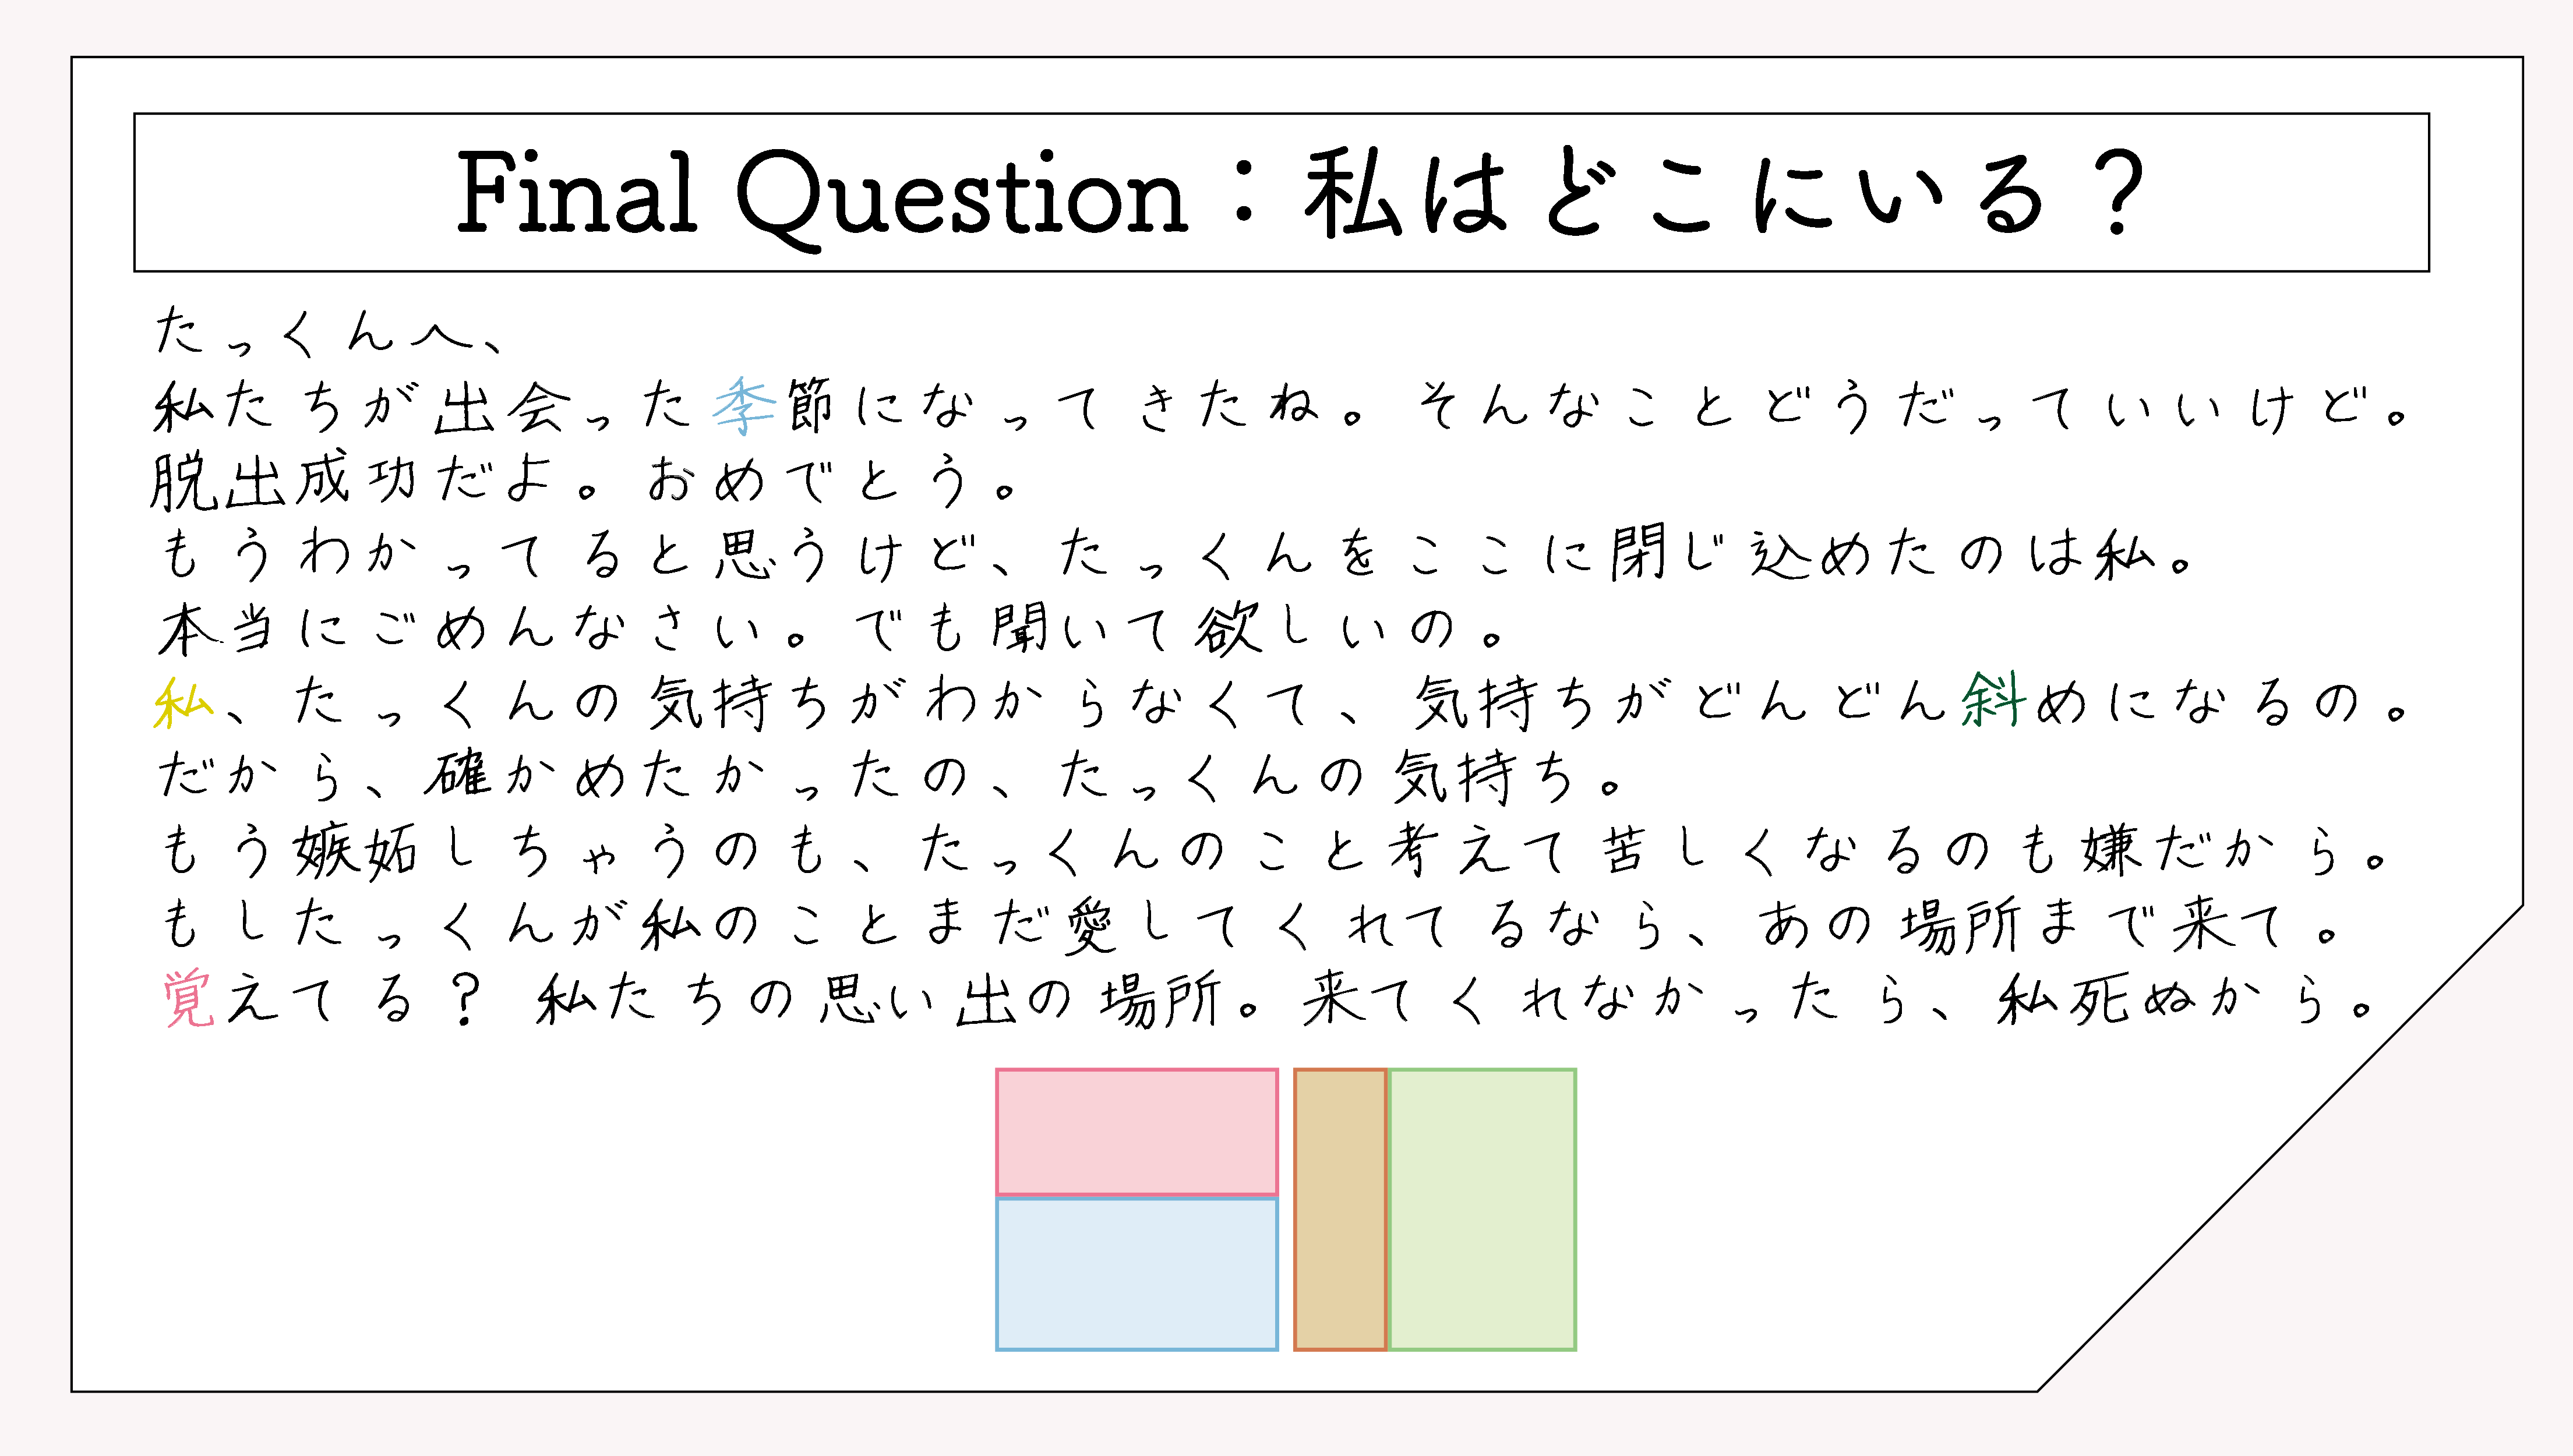 Final Question：私はどこにいる？
たっくんへ、
私たちが出会った季節になってきたね。そんなことどうだっていいけど。
脱出成功だよ。おめでとう。
もうわかってると思うけど、たっくんをここに閉じ込めたのは私。
本当にごめんなさい。でも聞いて欲しいの。
私、たっくんの気持ちがわからなくて、気持ちがどんどん斜めになるの。
だから、確かめたかったの、たっくんの気持ち。
もう嫉妬しちゃうのも、たっくんのこと考えて苦しくなるのも嫌だから。
もしたっくんが私のことまだ愛してくれてるなら、あの場所まで来て。
覚えてる？ 私たちの思い出の場所。来てくれなかったら、私死ぬから。